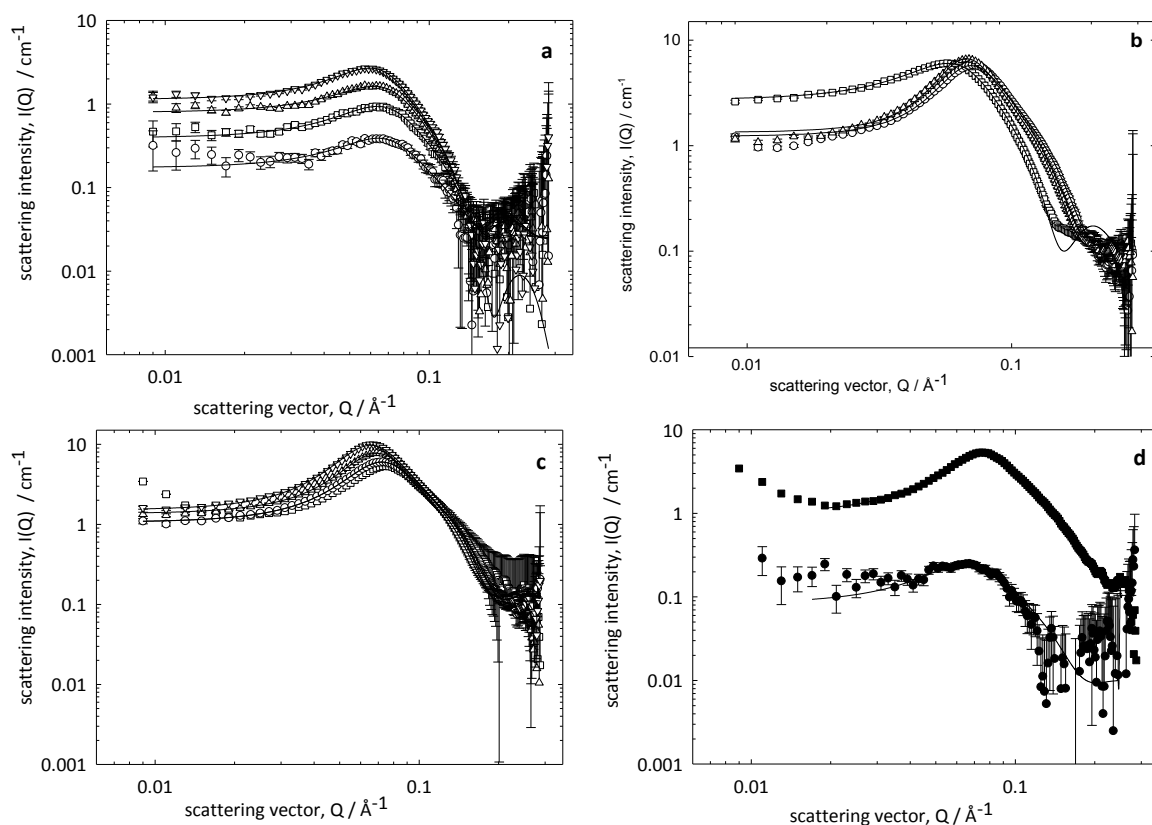 a
scattering intensity, I(Q) / cm-1
10
1
0.1
0.01
0.001
0.01
0.1
scattering vector, Q / Å-1
b
scattering intensity, I(Q) / cm-1
10
1
0.1
0.01
0.01
0.1
scattering vector, Q / Å-1
c
scattering intensity, I(Q) / cm-1
10
1
0.1
0.01
0.001
0.01
0.1
scattering vector, Q / Å-1
d
scattering intensity, I(Q) / cm-1
10
1
0.1
0.01
0.001
0.01
0.1
scattering vector, Q / Å-1